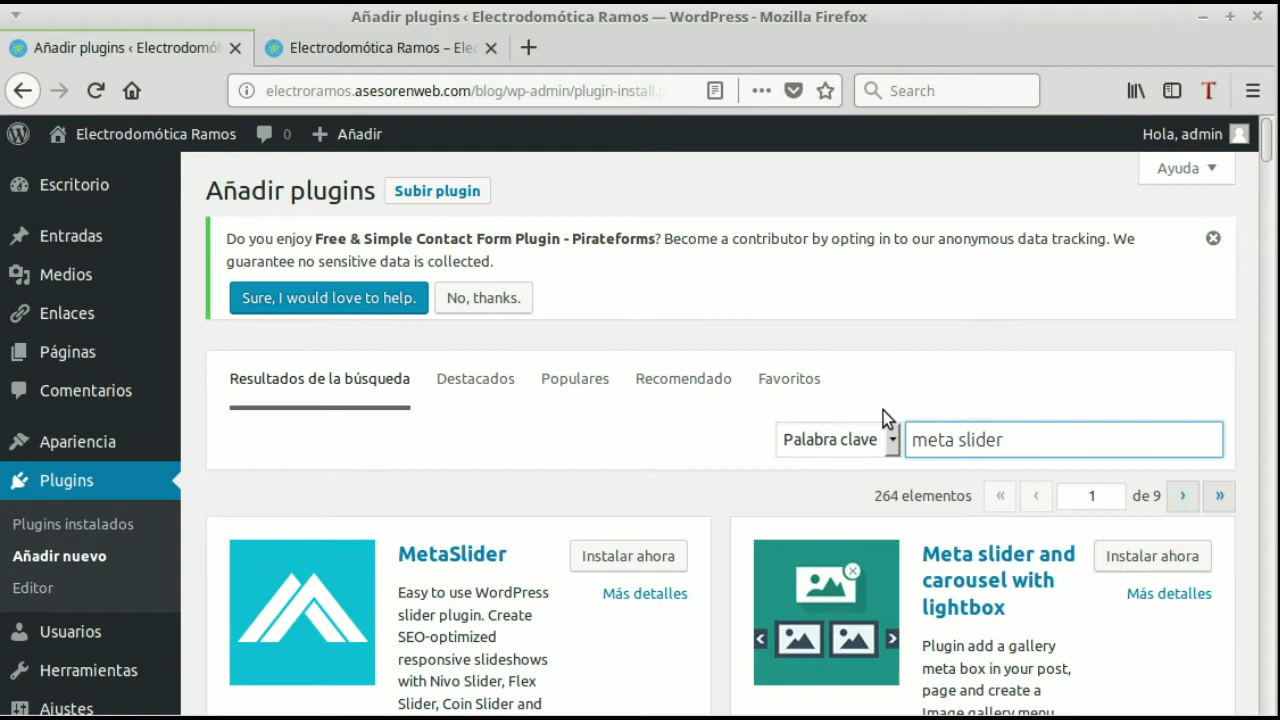 Añadir plugins ‹ Electrodomótica Ramos — WordPress - Mozilla Firefox
Añadir plugins ‹ Electrodomót
Electrodomótica Ramos – Elec
electroramos.asesorenweb.com/blog/wp-admin/plugin-install.p
Search
Electrodomótica Ramos
0
Añadir
Hola, admin
Escritorio
Entradas
Medios
Enlaces
Páginas
Comentarios
Apariencia
Plugins
Plugins instalados
Añadir nuevo
Editor
Usuarios
Herramientas
Ajustes
Ayuda
Añadir plugins
Subir plugin
Do you enjoy Free & Simple Contact Form Plugin - Pirateforms? Become a contributor by opting in to our anonymous data tracking. We
guarantee no sensitive data is collected.
Sure, I would love to help.
No, thanks.
Resultados de la búsqueda
Destacados
Populares
Recomendado
Favoritos
Palabra clave
meta slider
264 elementos
« ‹ 1 de 9 › »
MetaSlider
Instalar ahora
Más detalles
Easy to use WordPress
slider plugin. Create
SEO-optimized
responsive slideshows
with Nivo Slider, Flex
Slider, Coin Slider and
Meta slider and
carousel with
lightbox
Instalar ahora
Más detalles
Plugin add a gallery
meta box in your post,
page and create a
Image gallery menu